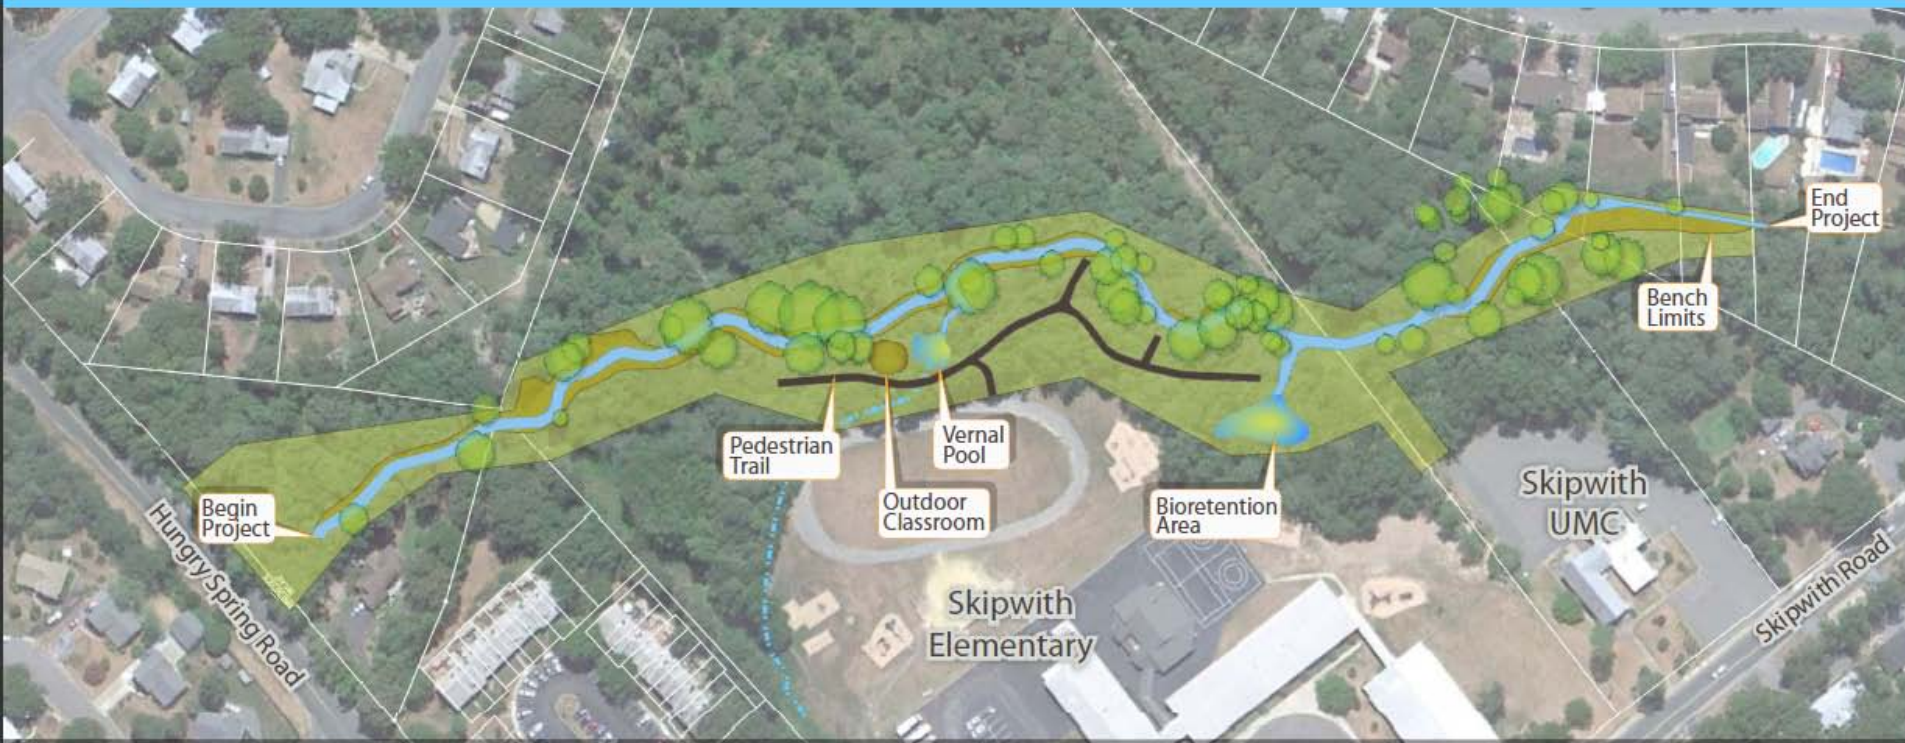 End
Project
Bench
Limits
Pedestrian
Trail
Vernal
Pool
Outdoor
Classroom
Bioretention
Area
Begin
Project
Skipwith
UMC
Skipwith
Elementary
Hungry Spring Road
Skipwith Road